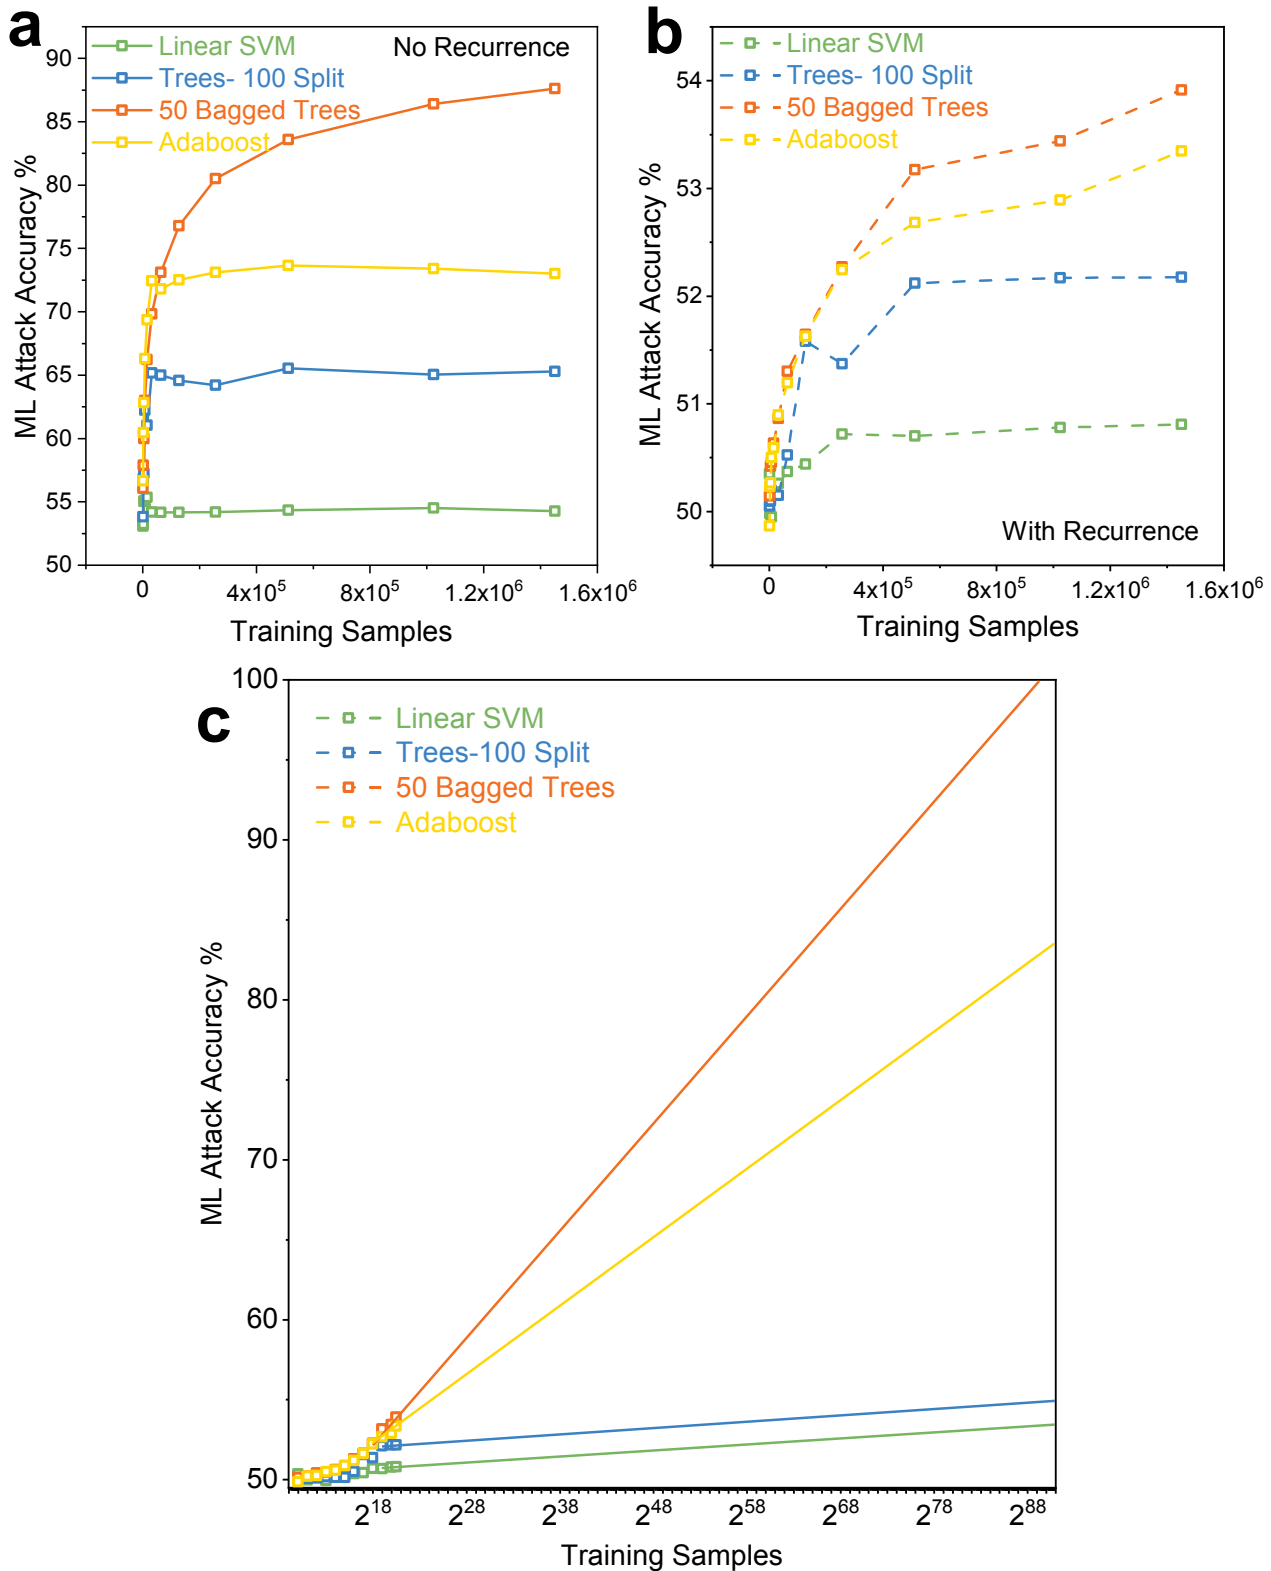 a
Linear SVM
No Recurrence
Trees- 100 Split
50 Bagged Trees
Adaboost
90
85
80
75
70
65
60
55
50
ML Attack Accuracy %
0
4x10⁵
8x10⁵
1.2x10⁶
1.6x10⁶
Training Samples
b
Linear SVM
Trees- 100 Split
50 Bagged Trees
Adaboost
54
53
52
51
50
ML Attack Accuracy %
With Recurrence
0
4x10⁵
8x10⁵
1.2x10⁶
1.6x10⁶
Training Samples
c
Linear SVM
Trees-100 Split
50 Bagged Trees
Adaboost
100
90
80
70
60
50
ML Attack Accuracy %
2¹⁸
2²⁸
2³⁸
2⁴⁸
2⁵⁸
2⁶⁸
2⁷⁸
2⁸⁸
Training Samples